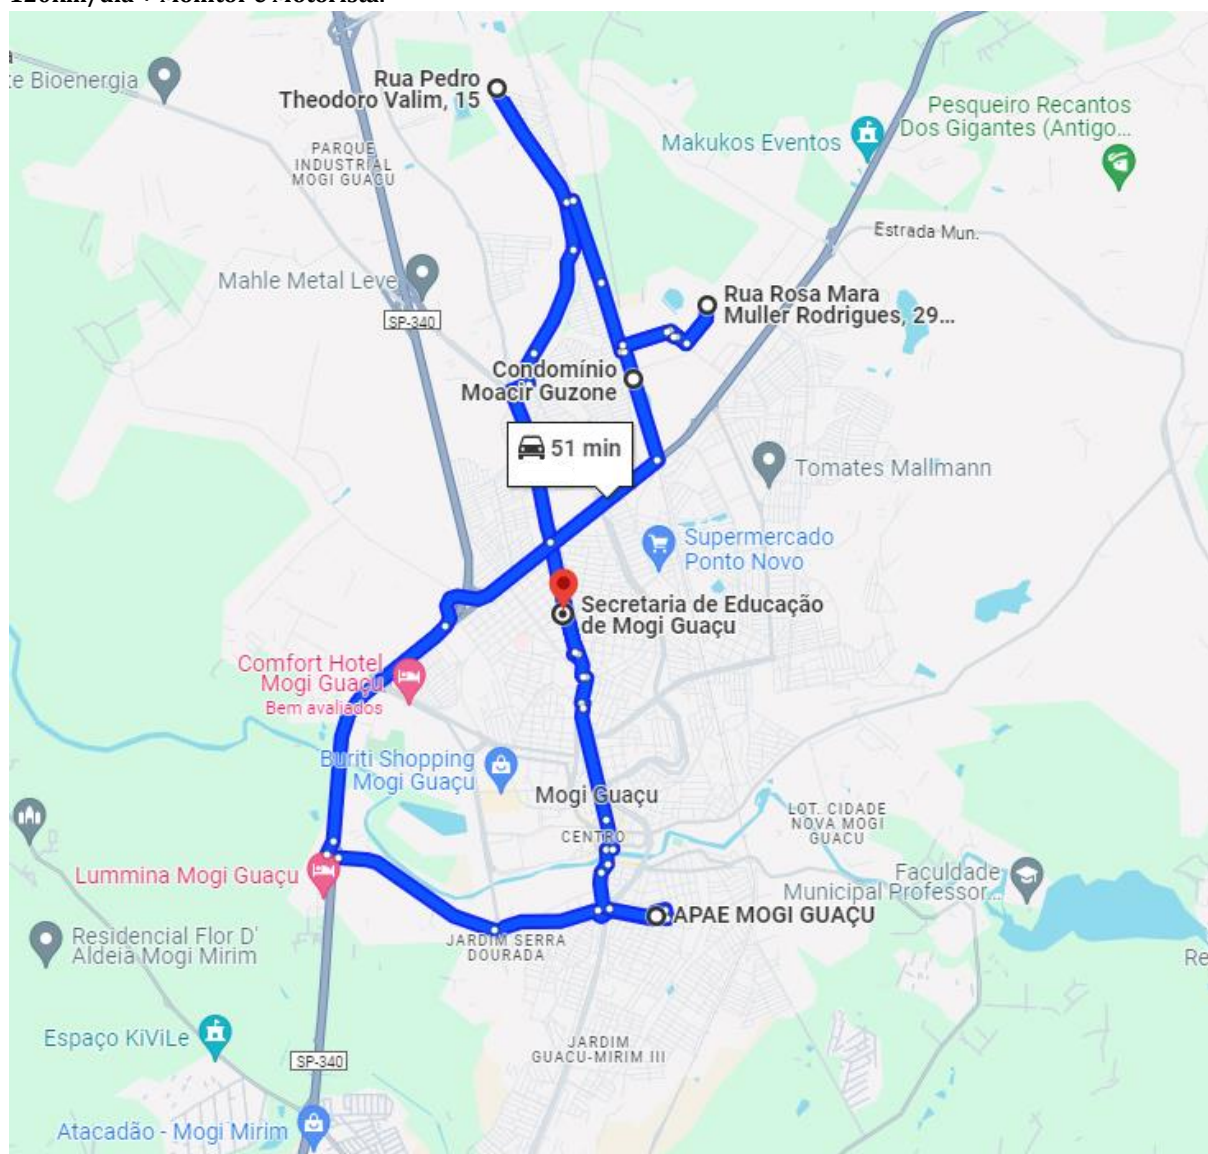 120km/dia + Monitor e Motorista.
te Bioenergia
Rua Pedro
Theodoro Valim, 15
Pesqueiro Recantos
Dos Gigantes (Antigo...
Makukos Eventos
PARQUE
INDUSTRIAL
MOGI GUAÇU
Estrada Mun.
Mahle Metal Leve
Rua Rosa Mara
Muller Rodrigues, 29...
SP-340
Condomínio
Moacir Guzone
51 min
Tomates Mallmann
Supermercado
Ponto Novo
Secretaria de Educação
de Mogi Guaçu
Comfort Hotel
Mogi Guaçu
Bem avaliados
Buriti Shopping
Mogi Guaçu
Mogi Guaçu
LOT. CIDADE
NOVA MOGI
GUACU
CENTRO
Lummina Mogi Guaçu
Faculdade
Municipal Professor...
APAE MOGI GUAÇU
Residencial Flor D'
Aldeia Mogi Mirim
JARDIM SERRA
DOURADA
Re
Espaço KiViLe
JARDIM
GUACU-MIRIM III
SP-340
Atacadão - Mogi Mirim